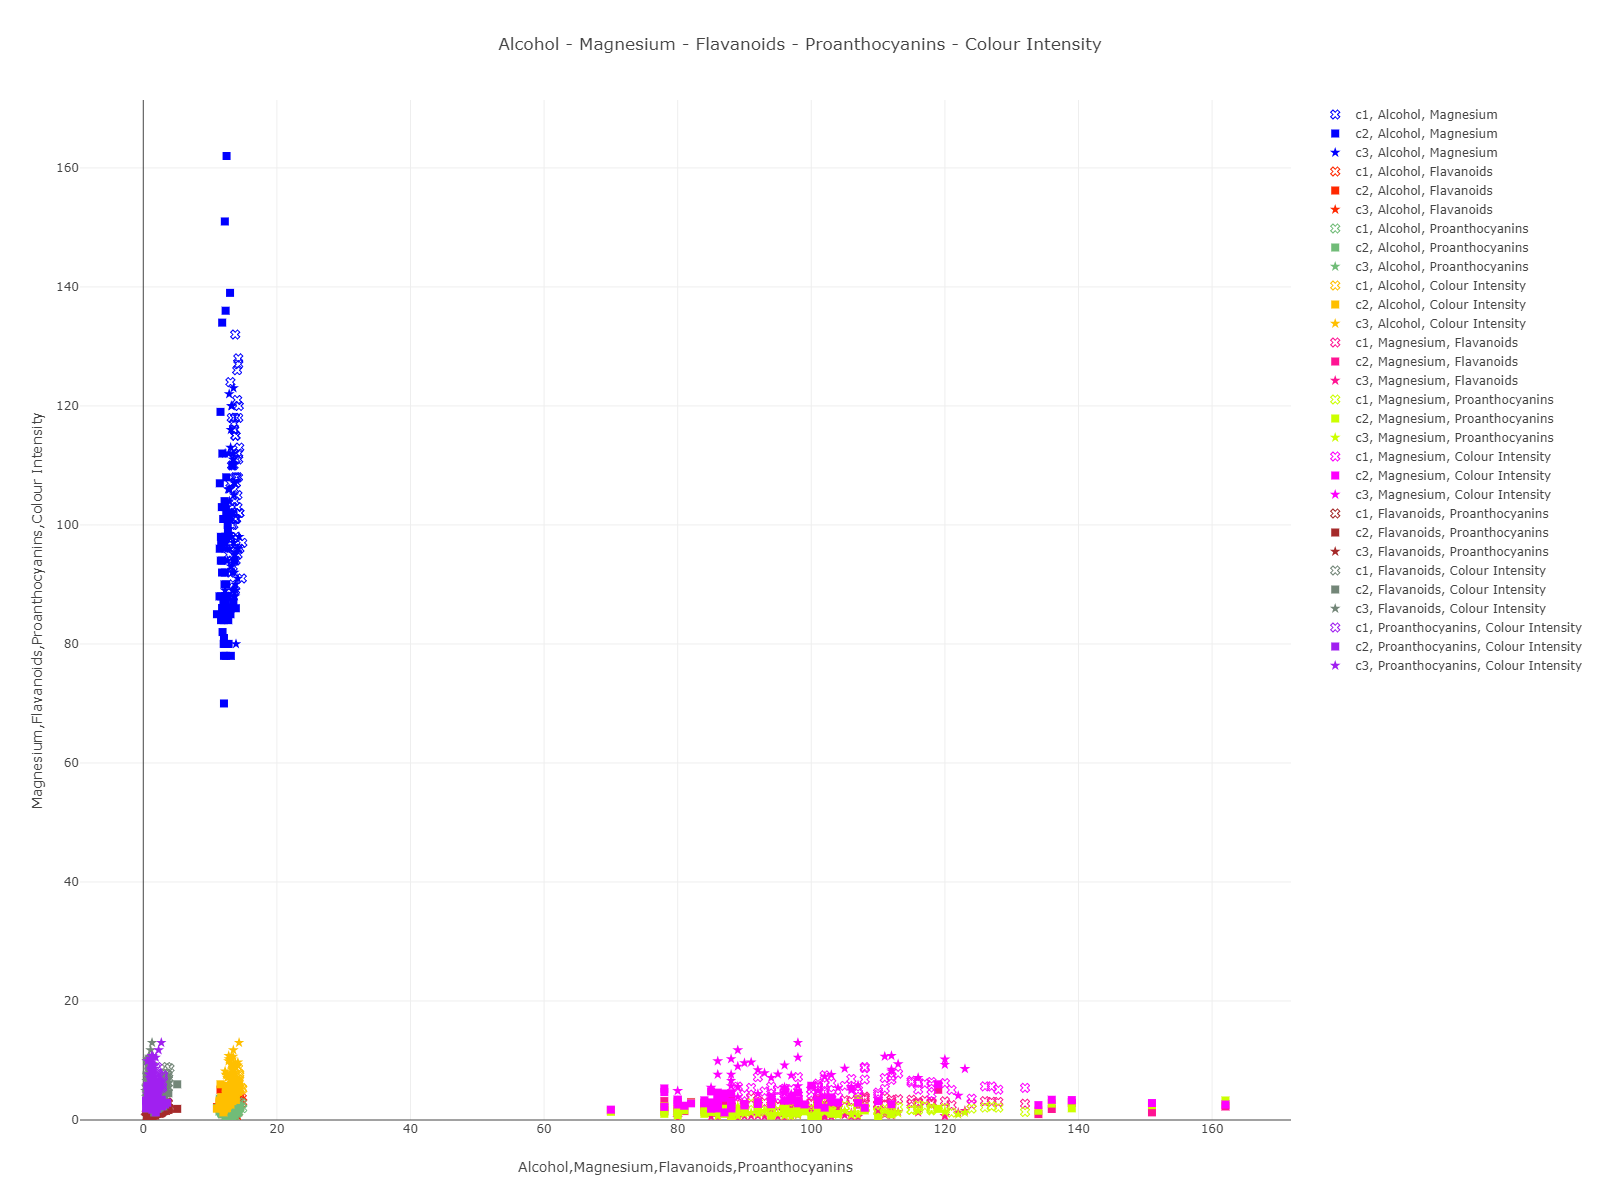 Alcohol - Magnesium - Flavanoids - Proanthocyanins - Colour Intensity
c1, Alcohol, Magnesium
c2, Alcohol, Magnesium
c3, Alcohol, Magnesium
c1, Alcohol, Flavanoids
c2, Alcohol, Flavanoids
c3, Alcohol, Flavanoids
c1, Alcohol, Proanthocyanins
c2, Alcohol, Proanthocyanins
c3, Alcohol, Proanthocyanins
c1, Alcohol, Colour Intensity
c2, Alcohol, Colour Intensity
c3, Alcohol, Colour Intensity
c1, Magnesium, Flavanoids
c2, Magnesium, Flavanoids
c3, Magnesium, Flavanoids
c1, Magnesium, Proanthocyanins
c2, Magnesium, Proanthocyanins
c3, Magnesium, Proanthocyanins
c1, Magnesium, Colour Intensity
c2, Magnesium, Colour Intensity
c3, Magnesium, Colour Intensity
c1, Flavanoids, Proanthocyanins
c2, Flavanoids, Proanthocyanins
c3, Flavanoids, Proanthocyanins
c1, Flavanoids, Colour Intensity
c2, Flavanoids, Colour Intensity
c3, Flavanoids, Colour Intensity
c1, Proanthocyanins, Colour Intensity
c2, Proanthocyanins, Colour Intensity
c3, Proanthocyanins, Colour Intensity
Magnesium,Flavanoids,Proanthocyanins,Colour Intensity
160
140
120
100
80
60
40
20
0
0 20 40 60 80 100 120 140 160
Alcohol,Magnesium,Flavanoids,Proanthocyanins